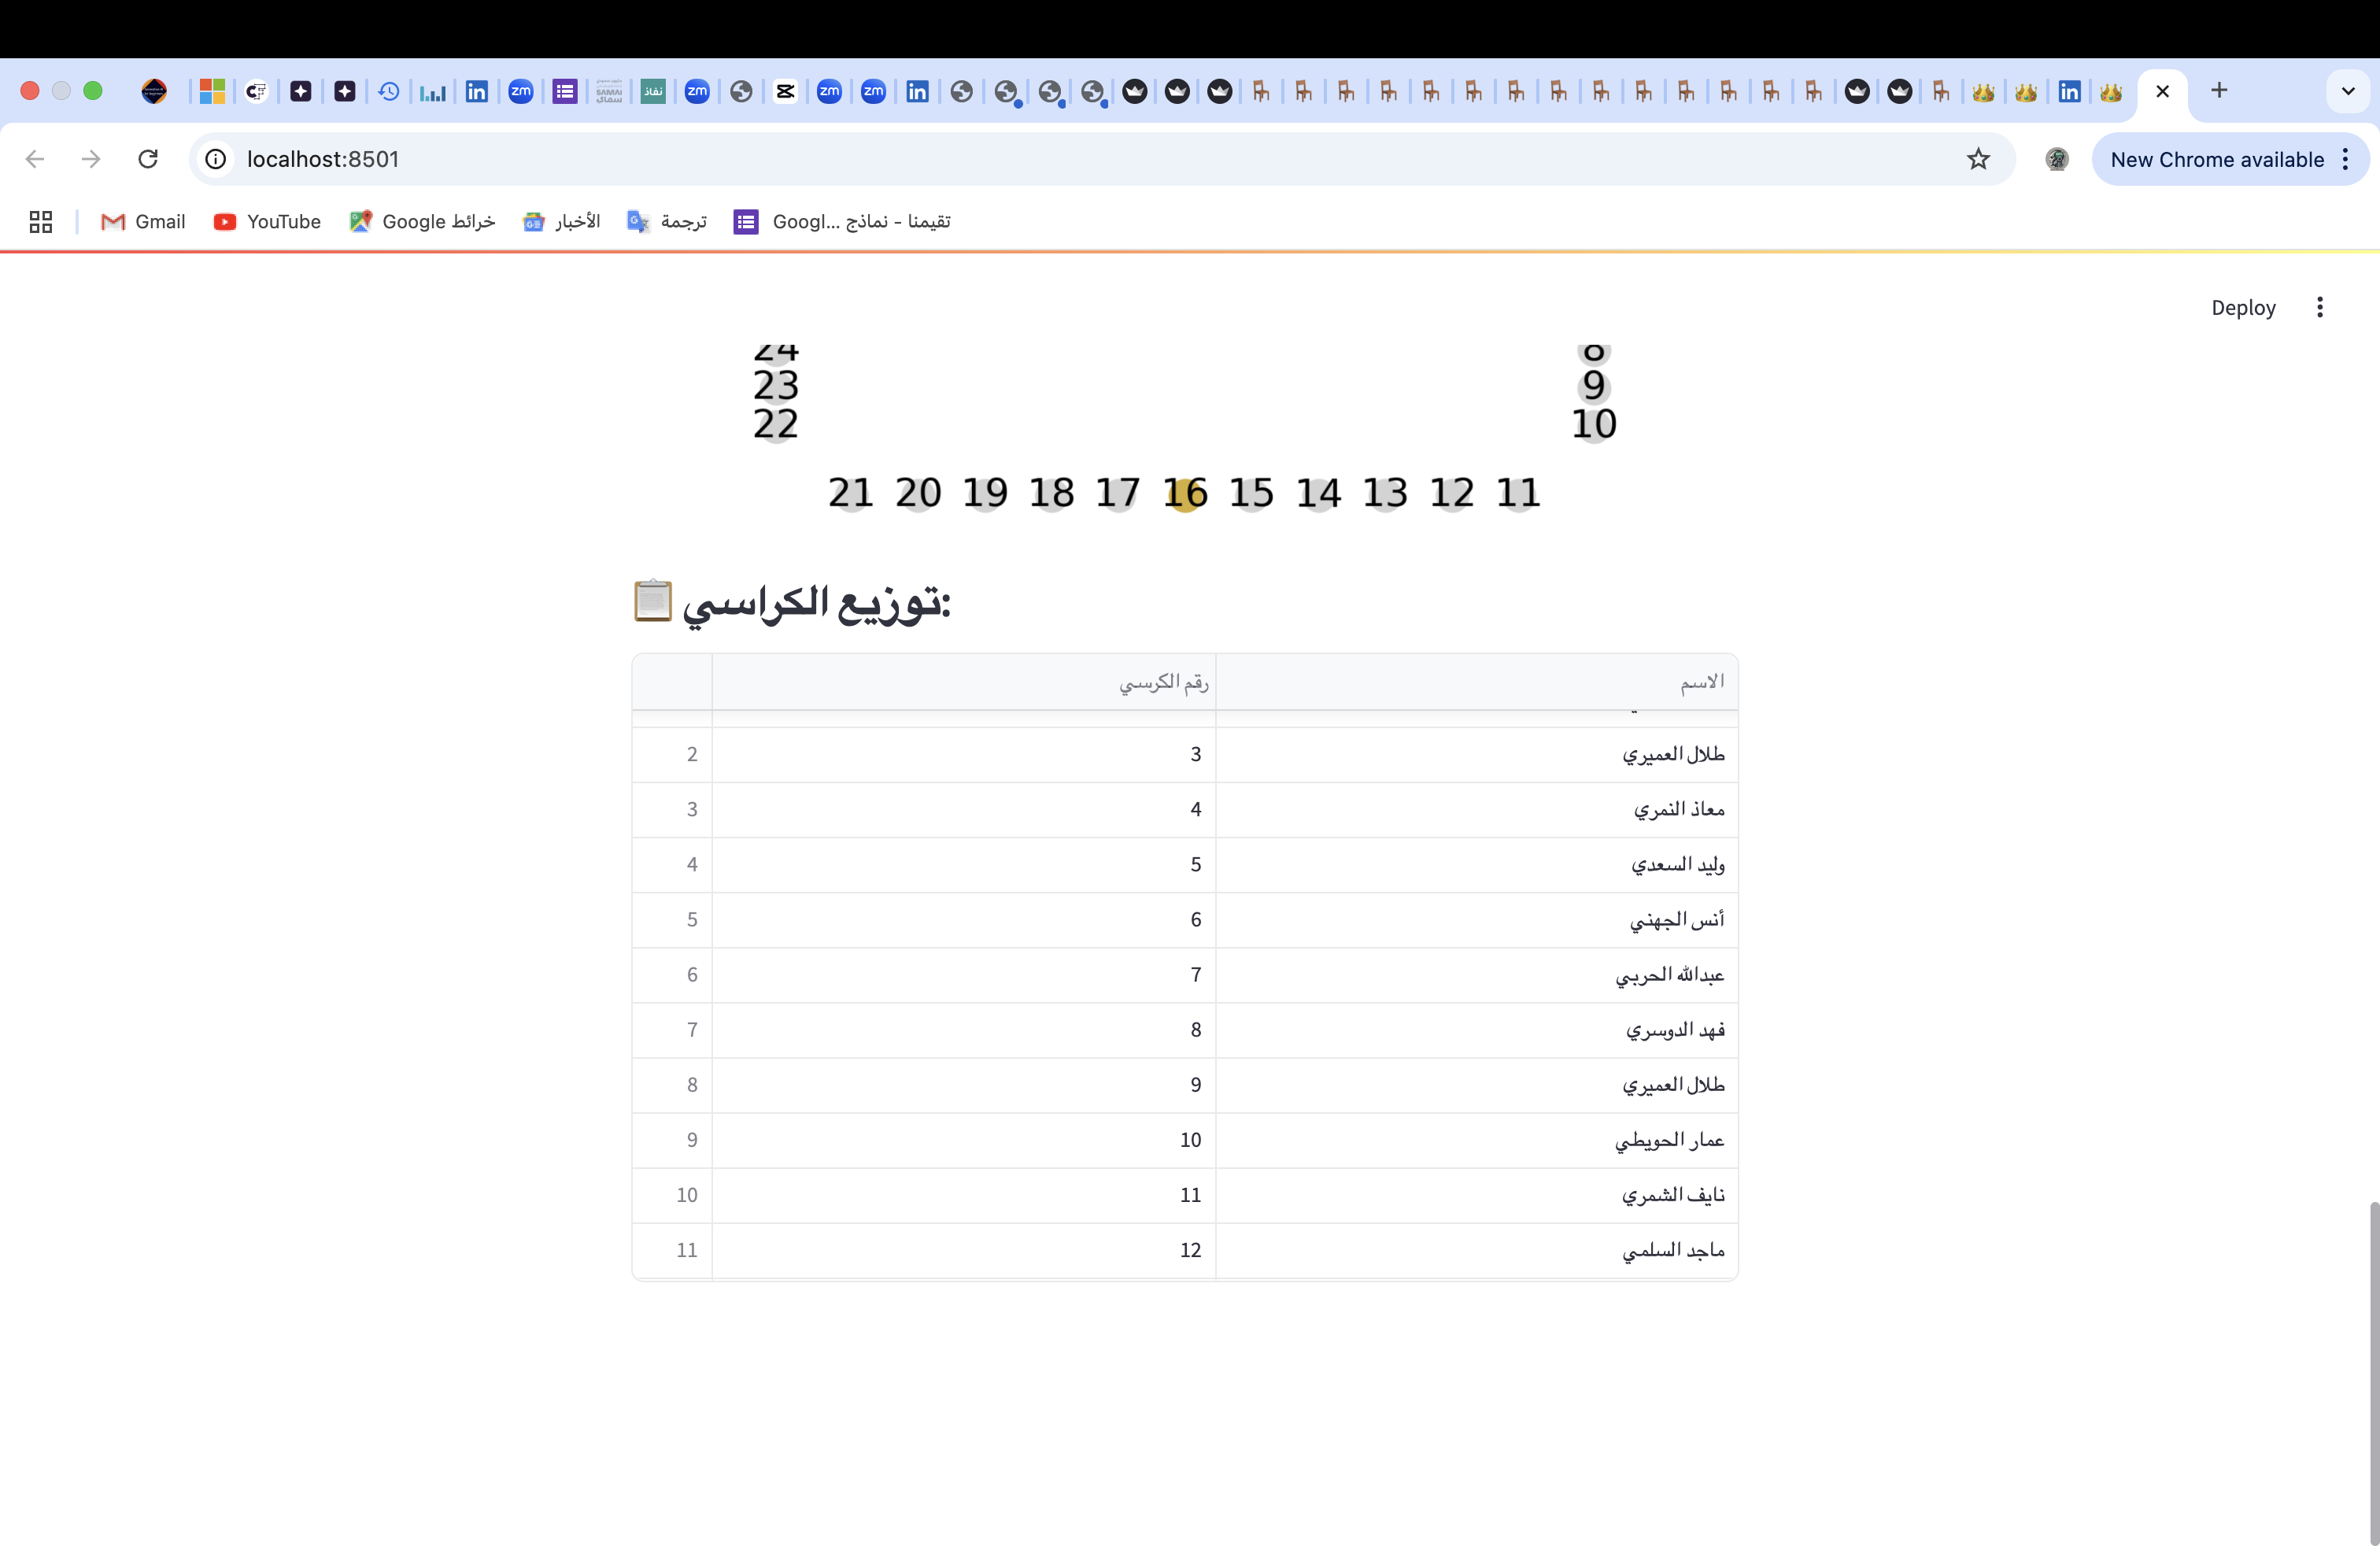 localhost:8501
New Chrome available
Gmail
YouTube
خرائط Google
الأخبار
ترجمة
تقيمنا - نماذج ...Googl
Deploy
24 8
23 9
22 10
21 20 19 18 17 16 15 14 13 12 11
توزيع الكراسي:
رقم الكرسي الاسم
2 3 طلال العميري
3 4 معاذ النمري
4 5 وليد السعدي
5 6 أنس الجهني
6 7 عبدالله الحربي
7 8 فهد الدوسري
8 9 طلال العميري
9 10 عمار الحويطي
10 11 نايف الشمري
11 12 ماجد السلمي